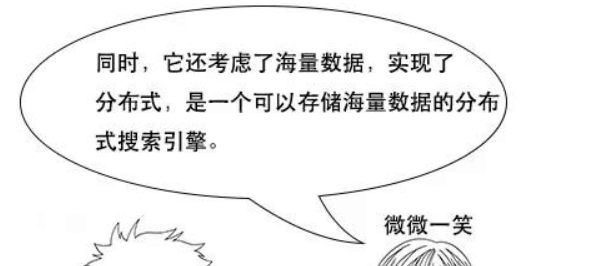 同时，它还考虑了海量数据，实现了
分布式，是一个可以存储海量数据的分布
式搜索引擎。
微微一笑